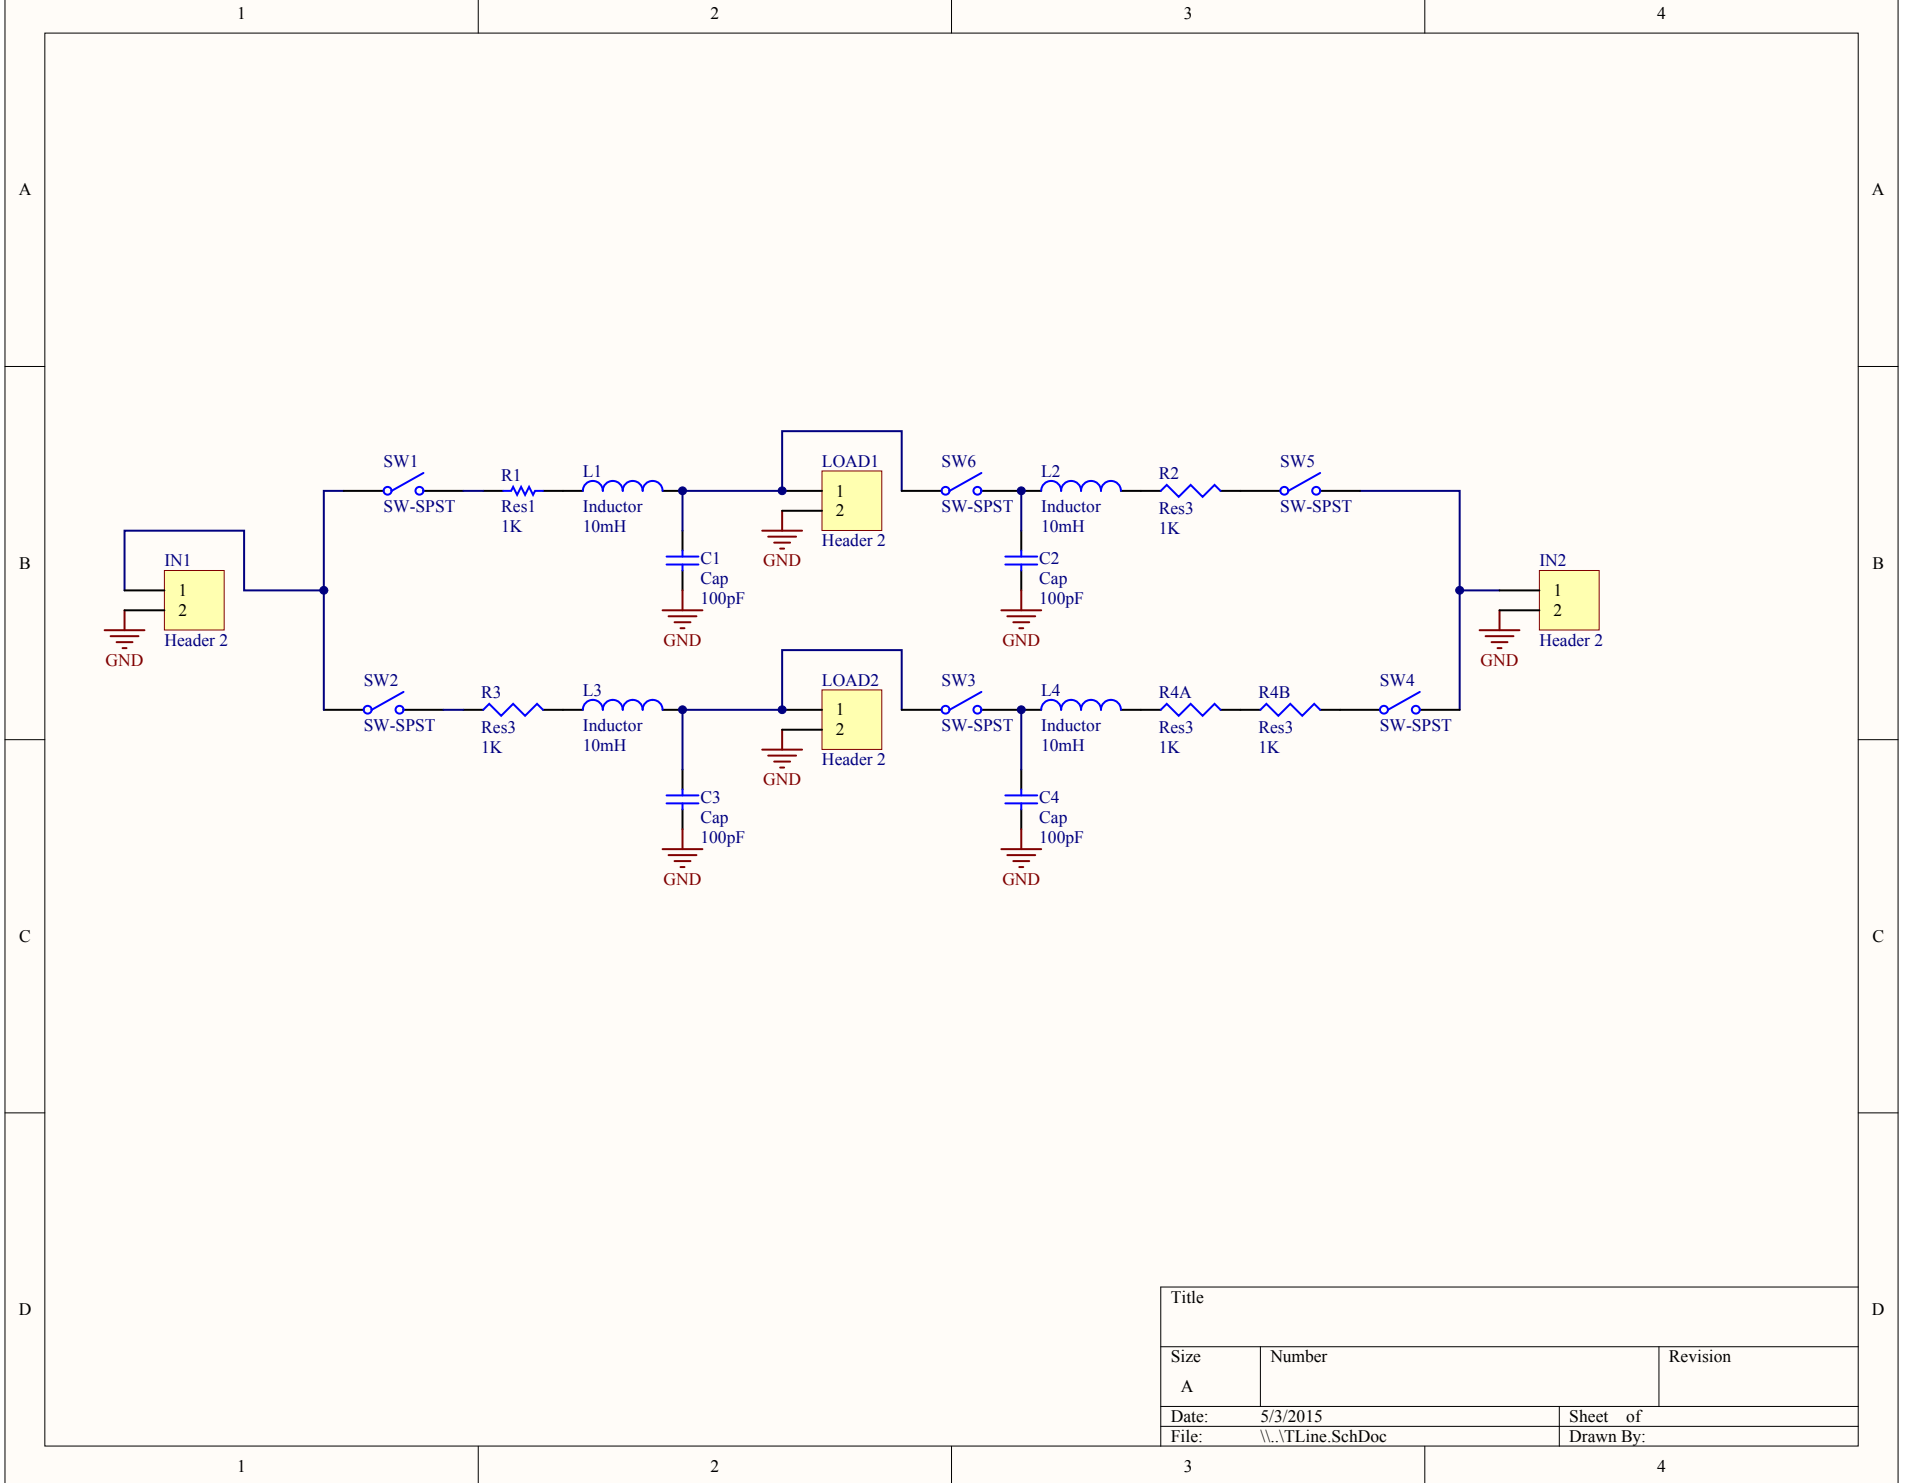 1 2 3 4
A A
SW1
SW-SPST
R1
Res1
1K
L1
Inductor
10mH
LOAD1
1
2
Header 2
GND
SW6
SW-SPST
L2
Inductor
10mH
R2
Res3
1K
SW5
SW-SPST
B B
IN1
1
2
Header 2
GND
C1
Cap
100pF
GND
C2
Cap
100pF
GND
IN2
1
2
Header 2
GND
SW2
SW-SPST
R3
Res3
1K
L3
Inductor
10mH
LOAD2
1
2
Header 2
GND
SW3
SW-SPST
L4
Inductor
10mH
R4A
Res3
1K
R4B
Res3
1K
SW4
SW-SPST
C3
Cap
100pF
GND
C4
Cap
100pF
GND
C C
D D
Title
Size Number Revision
A
Date: 5/3/2015 Sheet of
File: \\..\TLine.SchDoc Drawn By:
1 2 3 4